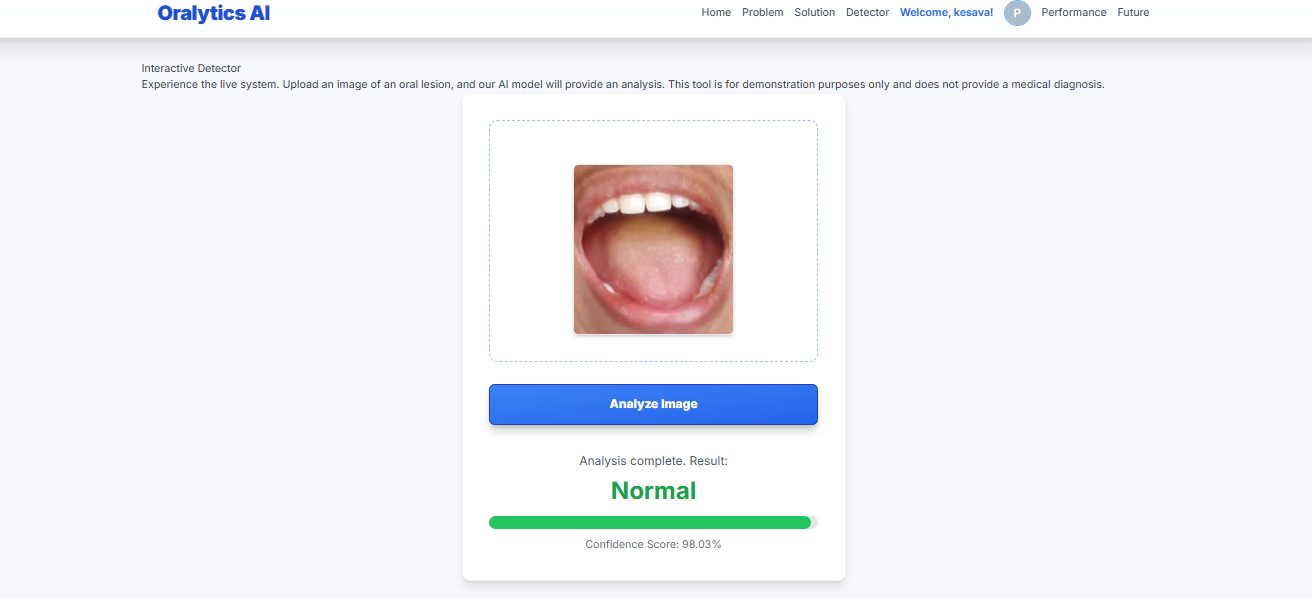 Oralytics AI
Home Problem Solution Detector Welcome, kesava! P Performance Future
Interactive Detector
Experience the live system. Upload an image of an oral lesion, and our AI model will provide an analysis. This tool is for demonstration purposes only and does not provide a medical diagnosis.
Analyze Image
Analysis complete. Result:
Normal
Confidence Score: 98.03%